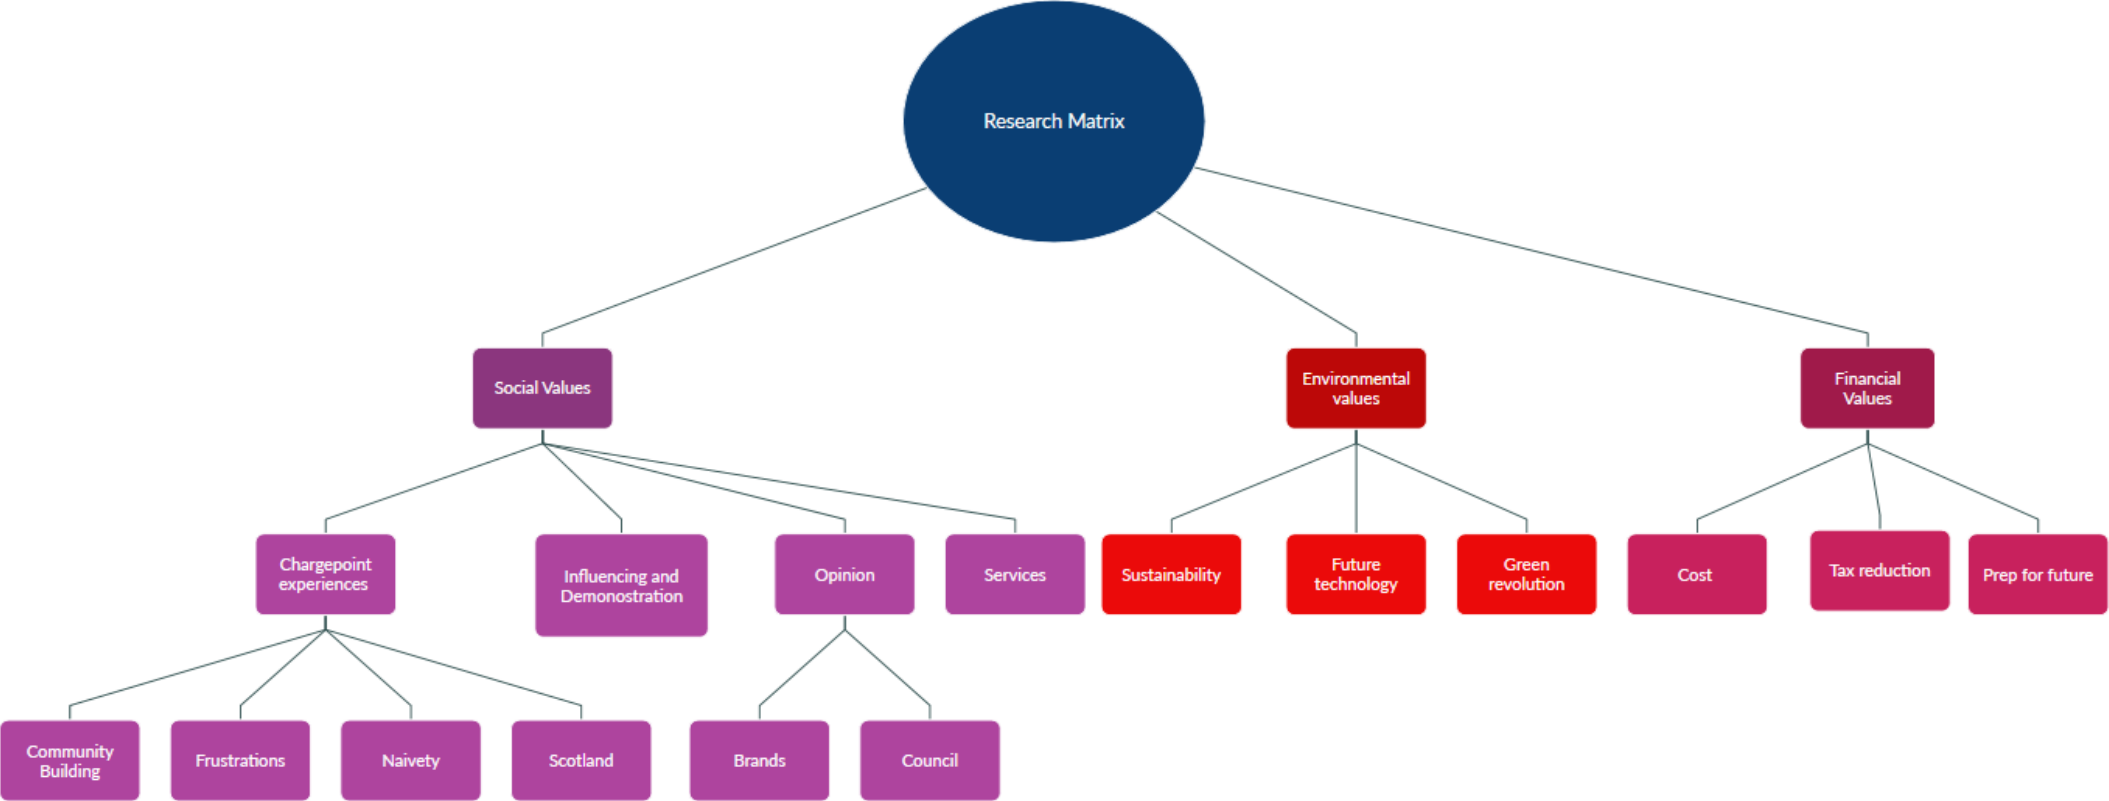 Research Matrix
Social Values
Environmental
values
Financial
Values
Chargepoint
experiences
Influencing and
Demonostration
Opinion
Services
Sustainability
Future
technology
Green
revolution
Cost
Tax reduction
Prep for future
Community
Building
Frustrations
Naivety
Scotland
Brands
Council